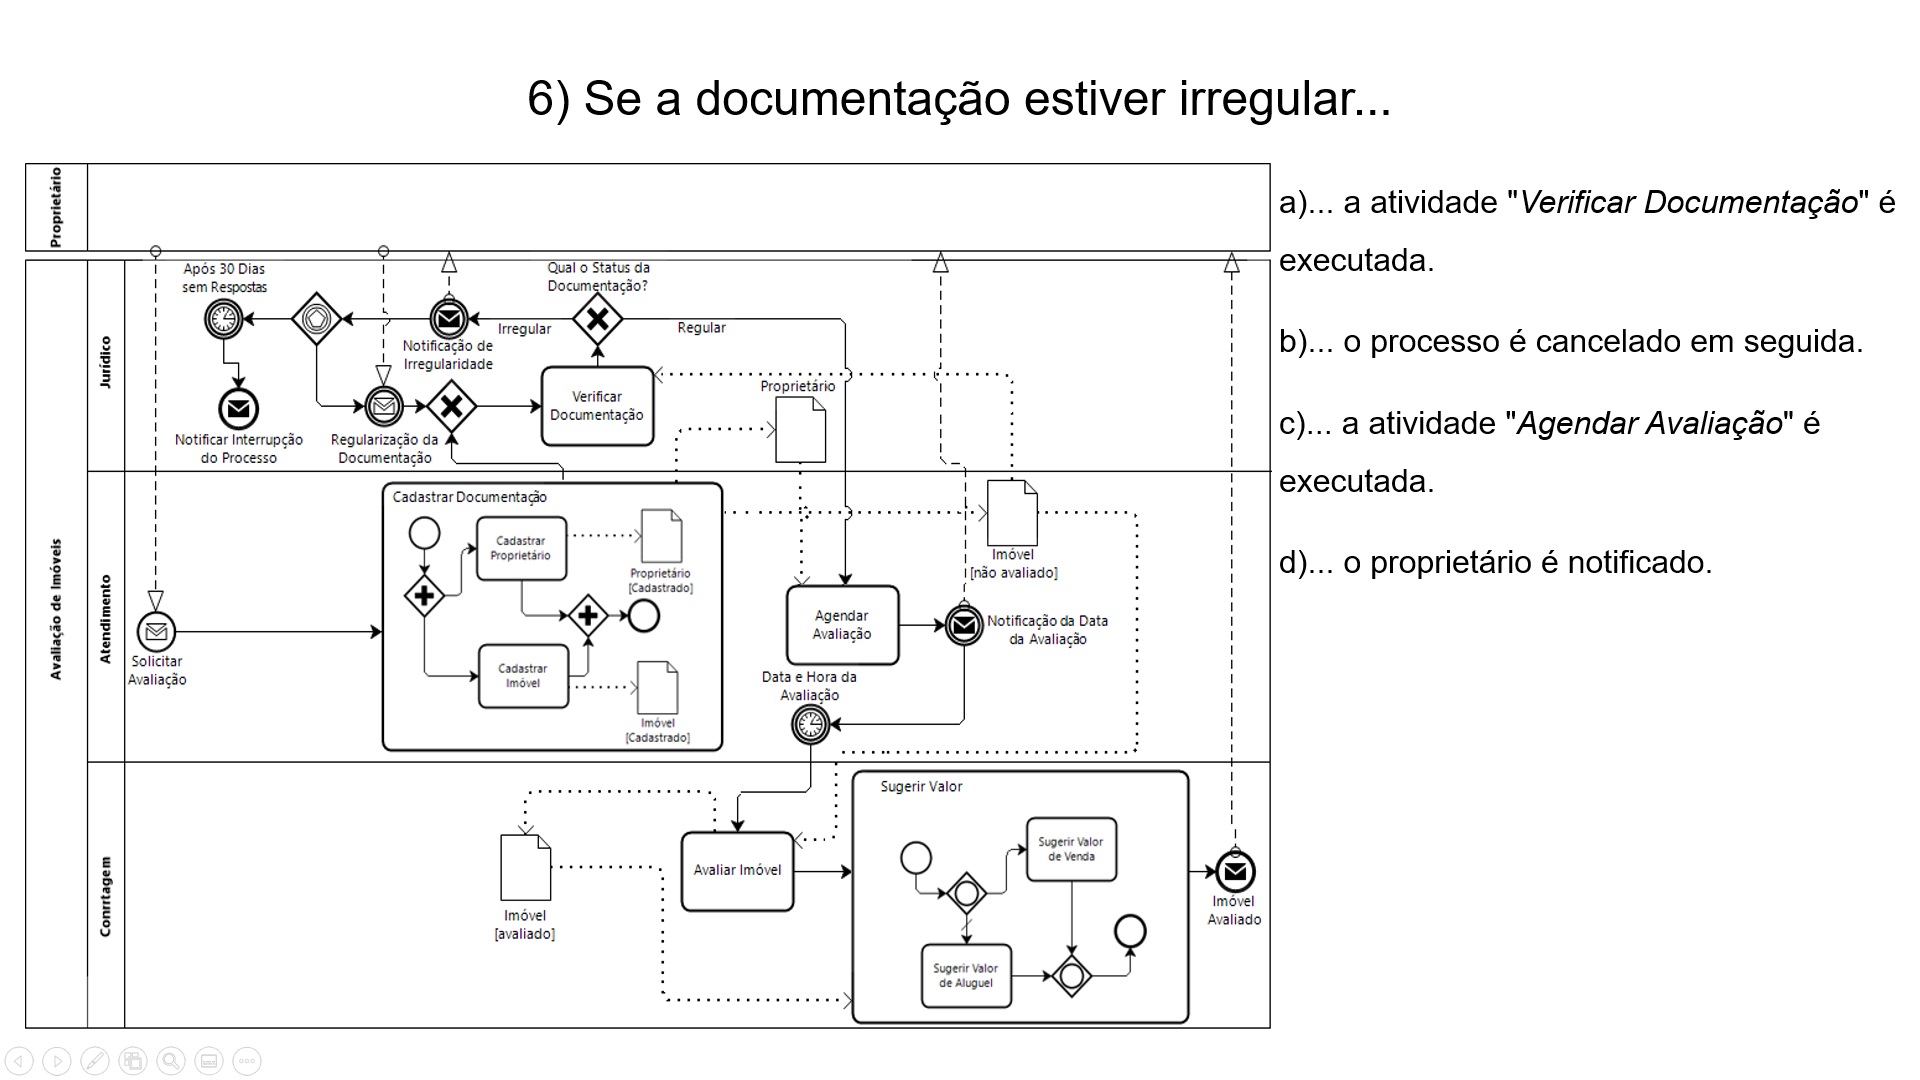 6) Se a documentação estiver irregular...
a)... a atividade "Verificar Documentação" é
executada.
b)... o processo é cancelado em seguida.
c)... a atividade "Agendar Avaliação" é
executada.
d)... o proprietário é notificado.
Proprietário
Avaliação de Imóveis
Jurídico
Após 30 Dias
sem Respostas
Qual o Status da
Documentação?
Irregular
Regular
Notificação de
Irregularidade
Verificar
Documentação
Proprietário
Notificar Interrupção
do Processo
Regularização da
Documentação
Atendimento
Cadastrar Documentação
Cadastrar
Proprietário
Proprietário
[Cadastrado]
Cadastrar
Imóvel
Imóvel
[Cadastrado]
Solicitar
Avaliação
Imóvel
[não avaliado]
Agendar
Avaliação
Notificação da Data
da Avaliação
Data e Hora da
Avaliação
Conrrtagem
Imóvel
[avaliado]
Avaliar Imóvel
Sugerir Valor
Sugerir Valor
de Venda
Sugerir Valor
de Aluguel
Imóvel
Avaliado